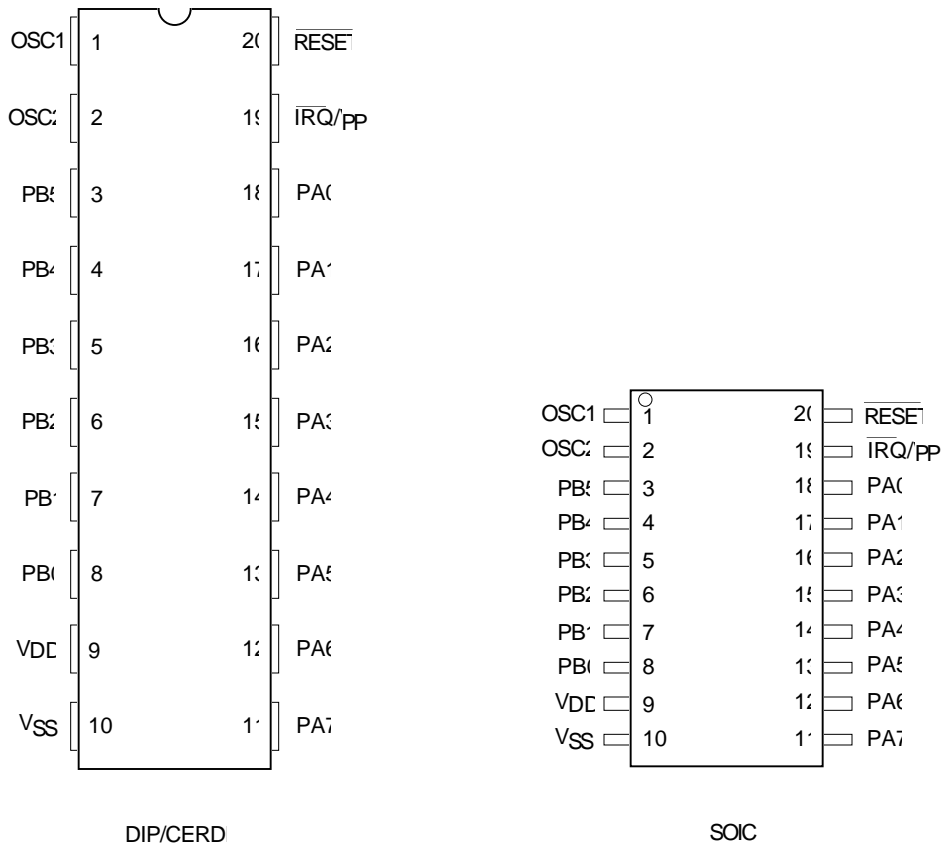 OSC1 1 20 RESET
OSC2 2 19 IRQ/PP
PB5 3 18 PA0
PB4 4 17 PA1
PB3 5 16 PA2
PB2 6 15 PA3
PB1 7 14 PA4
PB0 8 13 PA5
VDD 9 12 PA6
VSS 10 11 PA7
DIP/CERD
OSC1 1 20 RESET
OSC2 2 19 IRQ/PP
PB5 3 18 PA0
PB4 4 17 PA1
PB3 5 16 PA2
PB2 6 15 PA3
PB1 7 14 PA4
PB0 8 13 PA5
VDD 9 12 PA6
VSS 10 11 PA7
SOIC